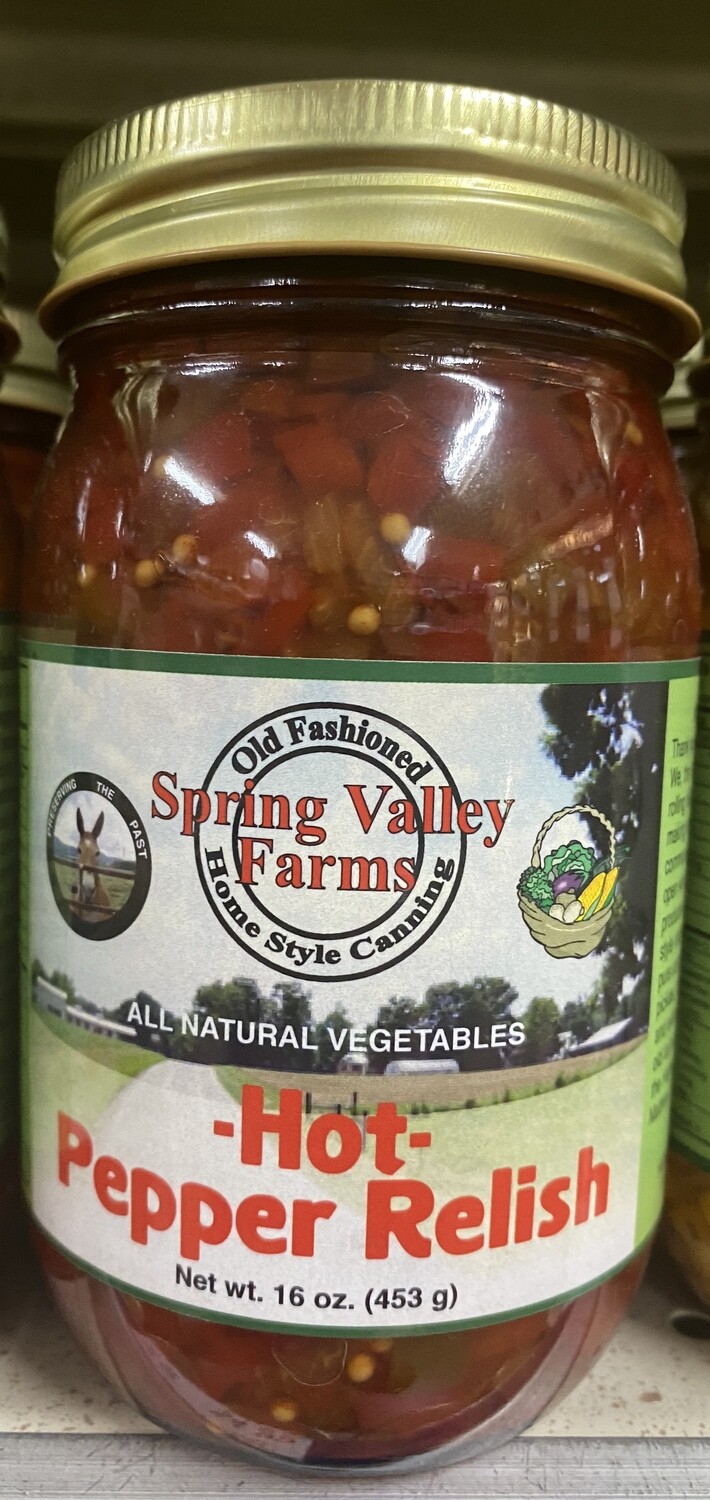 Old Fashioned
Spring Valley
Farms
Home Style Canning
PRESERVING THE PAST
ALL NATURAL VEGETABLES
-Hot-
Pepper Relish
Net wt. 16 oz. (453 g)
We,